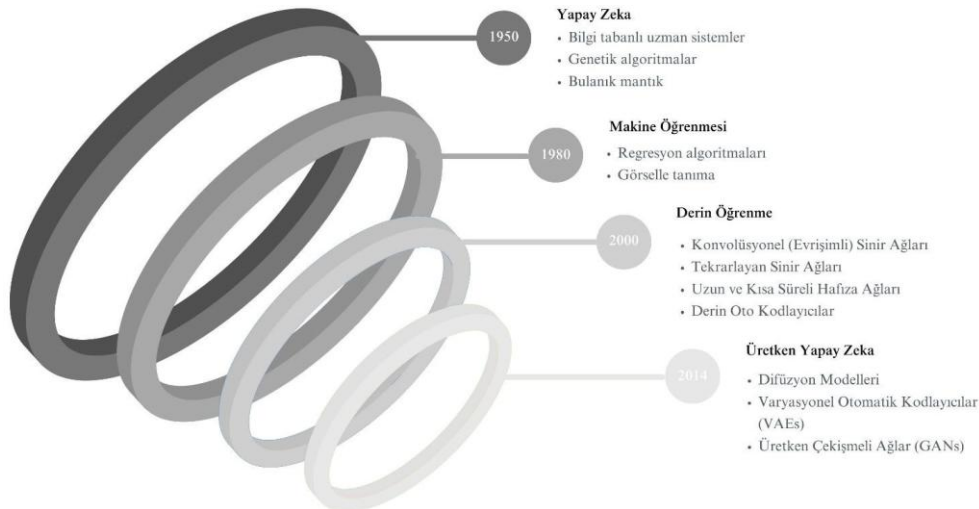 Yapay Zeka
1950
• Bilgi tabanlı uzman sistemler
• Genetik algoritmalar
• Bulanık mantık
Makine Öğrenmesi
1980
• Regresyon algoritmaları
• Görselle tanıma
Derin Öğrenme
2000
• Konvolüsyonel (Evrişimli) Sinir Ağları
• Tekrarlayan Sinir Ağları
• Uzun ve Kısa Süreli Hafıza Ağları
• Derin Oto Kodlayıcılar
Üretken Yapay Zeka
2014
• Difüzyon Modelleri
• Varyasyonel Otomatik Kodlayıcılar
(VAEs)
• Üretken Çekişmeli Ağlar (GANs)